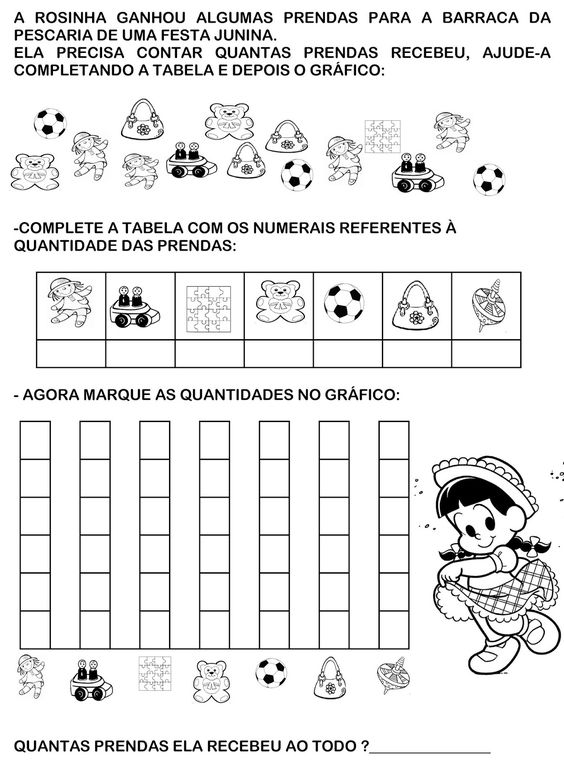 A ROSINHA GANHOU ALGUMAS PRENDAS PARA A BARRACA DA
PESCARIA DE UMA FESTA JUNINA.
ELA PRECISA CONTAR QUANTAS PRENDAS RECEBEU, AJUDE-A
COMPLETANDO A TABELA E DEPOIS O GRÁFICO:
-COMPLETE A TABELA COM OS NUMERAIS REFERENTES À
QUANTIDADE DAS PRENDAS:
- AGORA MARQUE AS QUANTIDADES NO GRÁFICO:
QUANTAS PRENDAS ELA RECEBEU AO TODO ?_______________